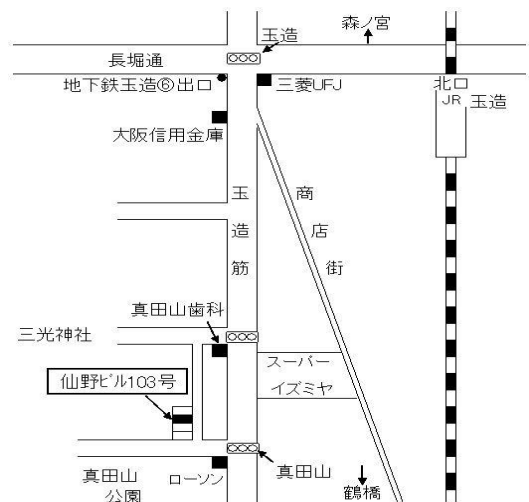 森ノ宮
玉造
長堀通
地下鉄玉造⑥出口
三菱UFJ
北口
JR 玉造
大阪信用金庫
玉造筋
商店街
真田山歯科
三光神社
スーパー
イズミヤ
仙野ビル103号
真田山
公園
ローソン
真田山
鶴橋